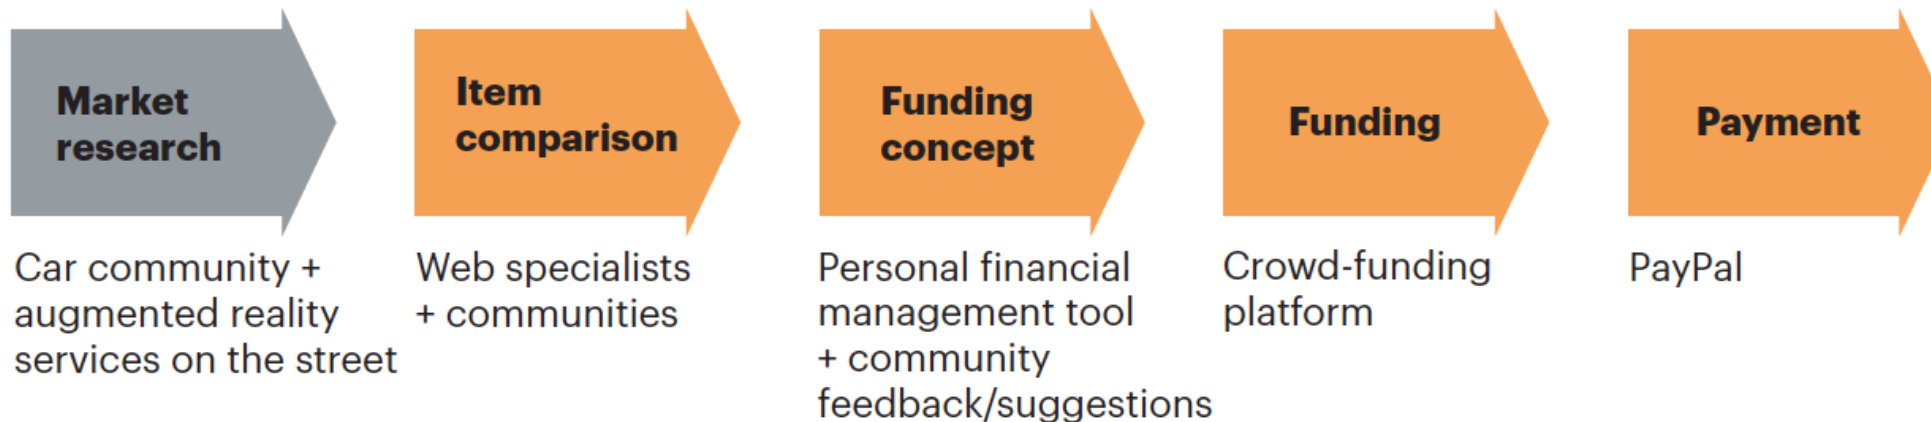 Market
research
Car community +
augmented reality
services on the street
Item
comparison
Web specialists
+ communities
Funding
concept
Personal financial
management tool
+ community
feedback/suggestions
Funding
Crowd-funding
platform
Payment
PayPal